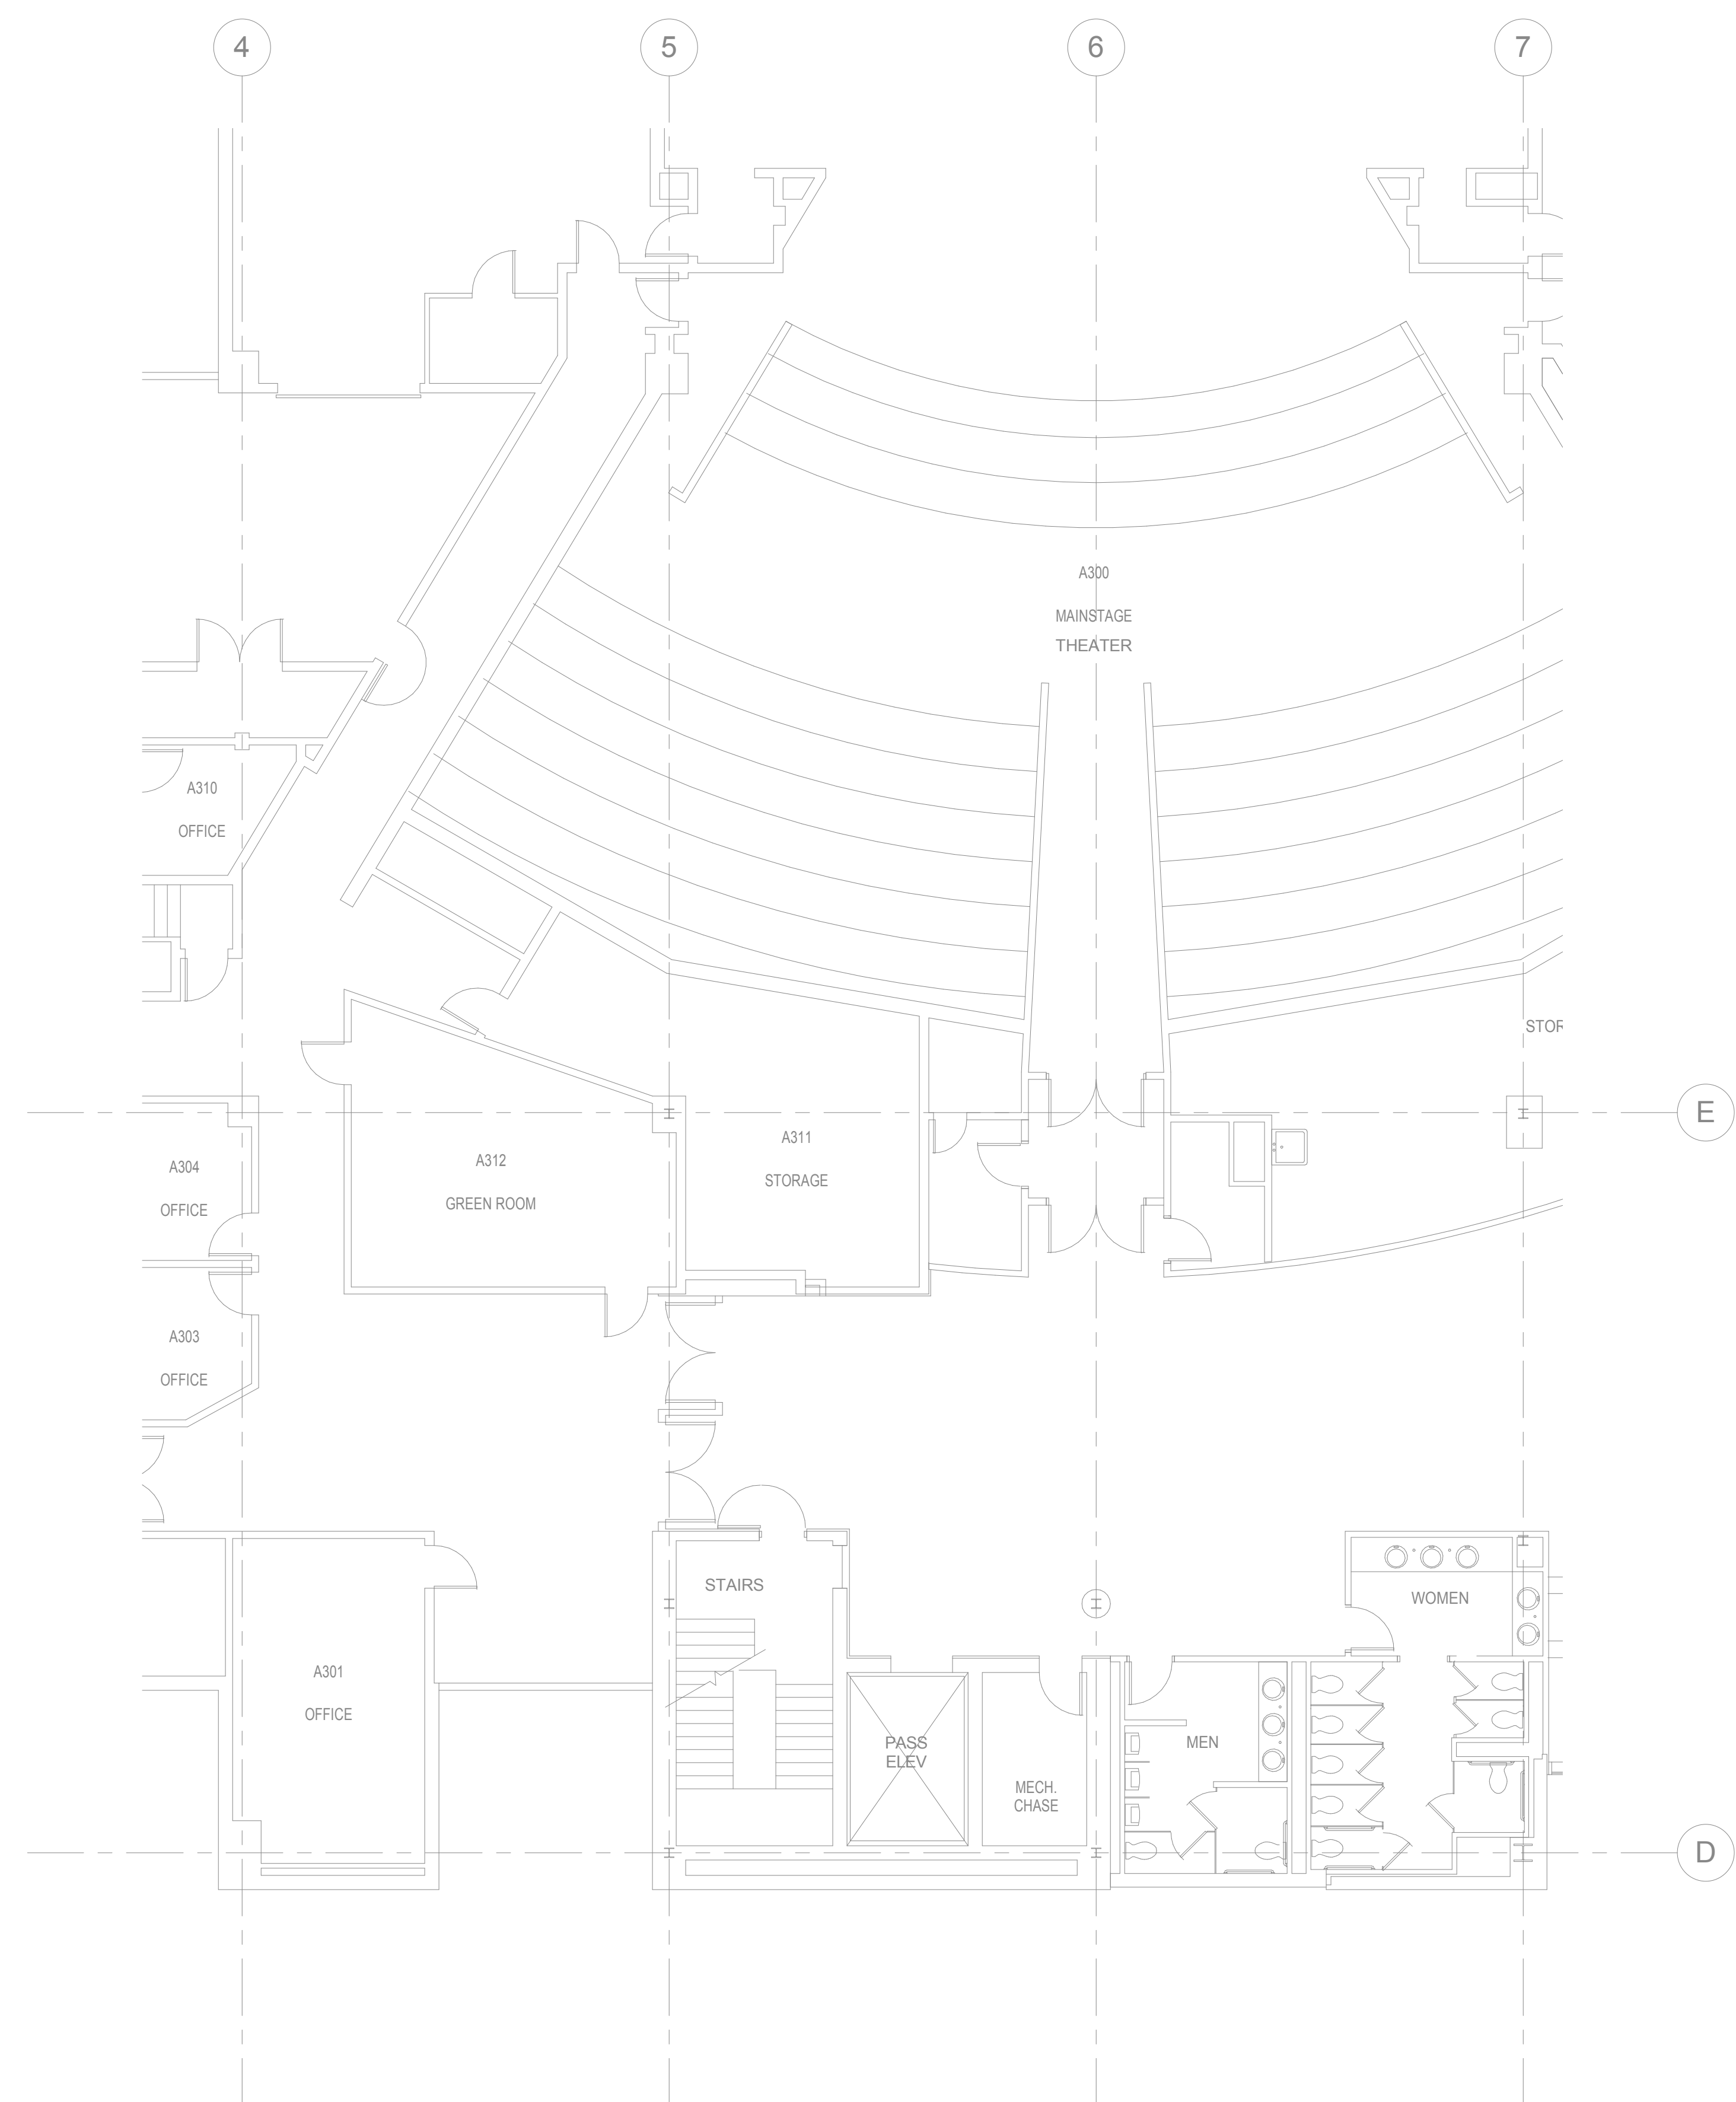 4
5
6
7
A300
MAINSTAGE
THEATER
A310
OFFICE
STOR
E
A311
STORAGE
A312
GREEN ROOM
A304
OFFICE
A303
OFFICE
STAIRS
WOMEN
A301
OFFICE
PASS
ELEV
MEN
MECH.
CHASE
D